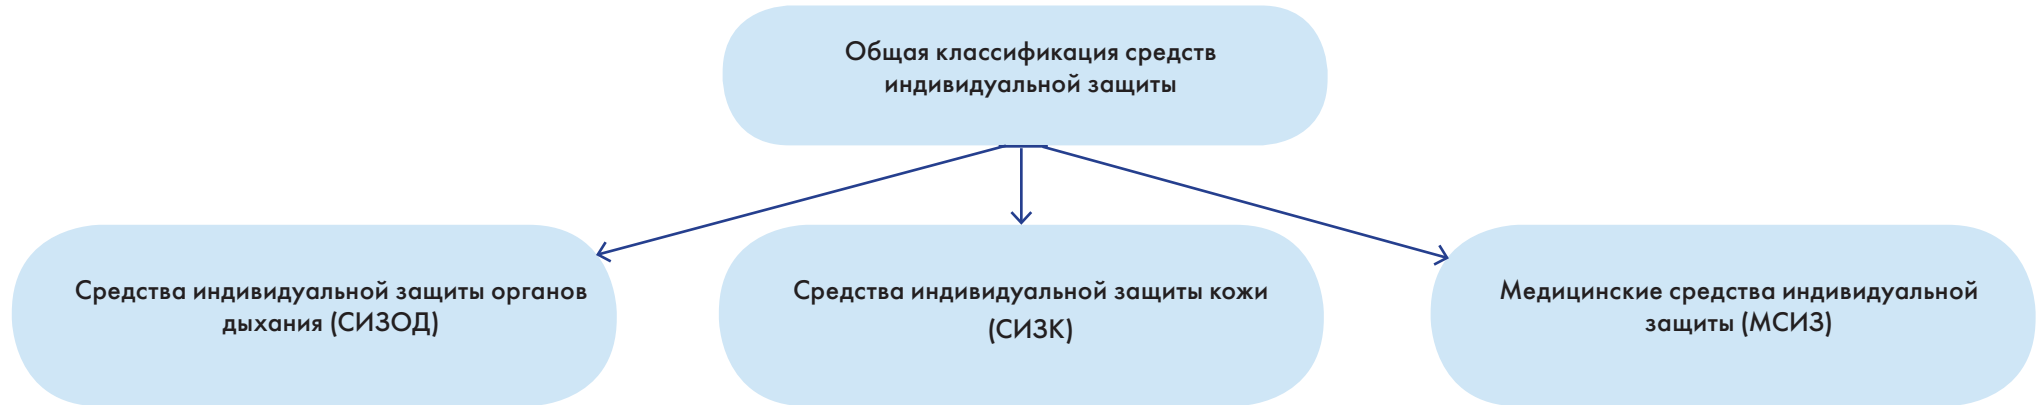 Общая классификация средств
индивидуальной защиты
Средства индивидуальной защиты органов
дыхания (СИЗОД)
Средства индивидуальной защиты кожи
(СИЗК)
Медицинские средства индивидуальной
защиты (МСИЗ)